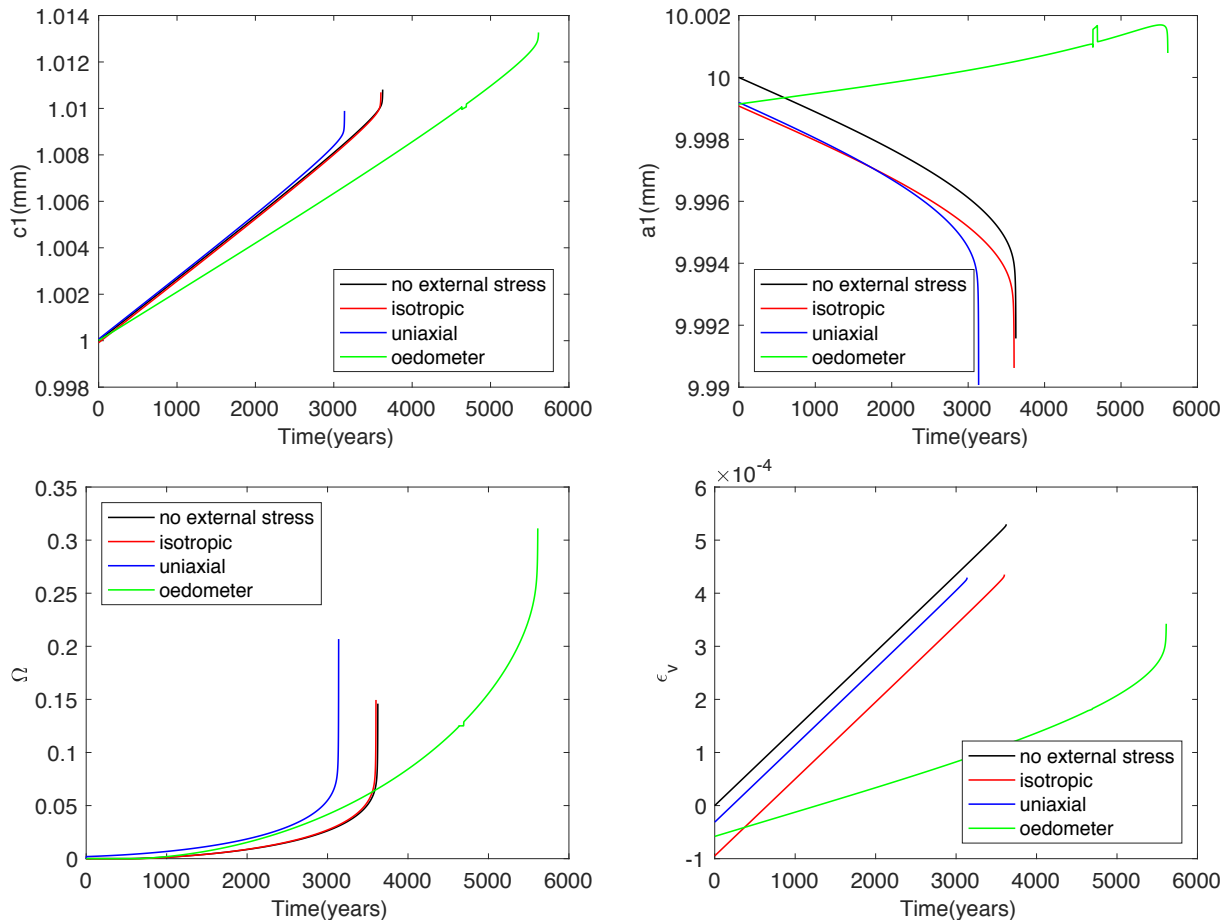 1.014
1.012
1.01
1.008
1.006
1.004
1.002
1
0.998
c1(mm)
no external stress
isotropic
uniaxial
oedometer
0 1000 2000 3000 4000 5000 6000
Time(years)
10.002
10
9.998
9.996
9.994
9.992
9.99
a1(mm)
no external stress
isotropic
uniaxial
oedometer
0 1000 2000 3000 4000 5000 6000
Time(years)
0.35
0.3
0.25
0.2
0.15
0.1
0.05
0
Ω
no external stress
isotropic
uniaxial
oedometer
0 1000 2000 3000 4000 5000 6000
Time(years)
×10⁻⁴
6
5
4
3
2
1
0
-1
ϵᵥ
no external stress
isotropic
uniaxial
oedometer
0 1000 2000 3000 4000 5000 6000
Time(years)